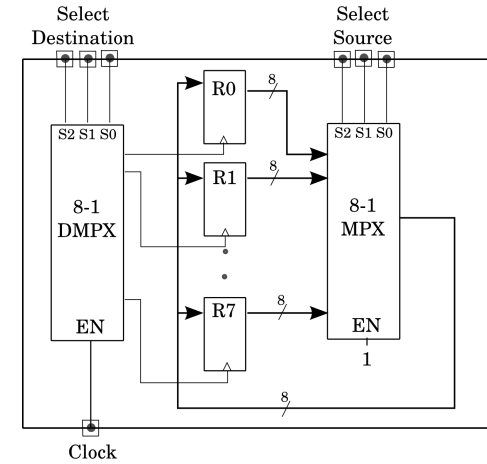 Select
Destination
Select
Source
S2 S1 S0
S2 S1 S0
R0
8
R1
8
8-1
DMPX
8-1
MPX
R7
8
EN
EN
1
8
Clock